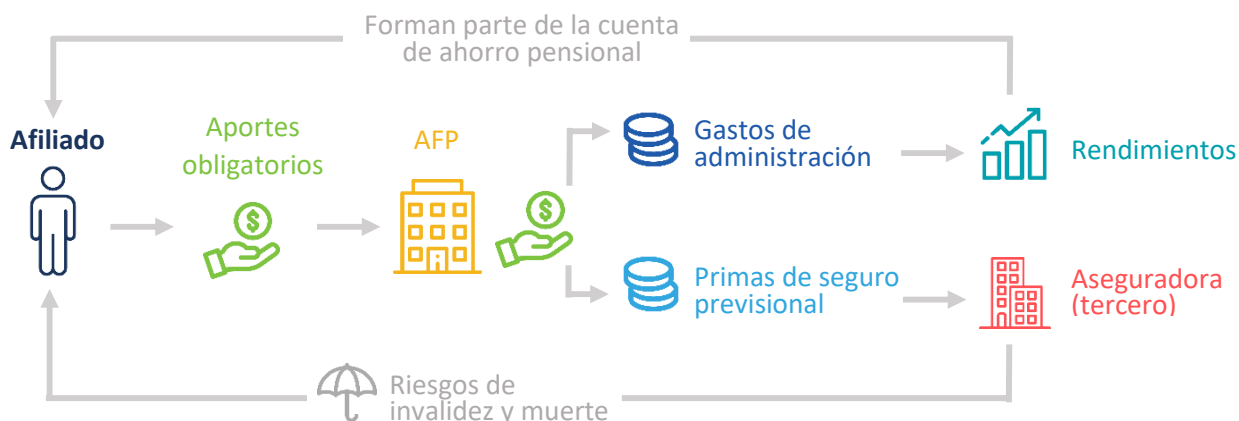 Forman parte de la cuenta
de ahorro pensional
Afiliado
Aportes
obligatorios
AFP
Gastos de
administración
Rendimientos
$
$
Primas de seguro
previsional
Aseguradora
(tercero)
Riesgos de
invalidez y muerte